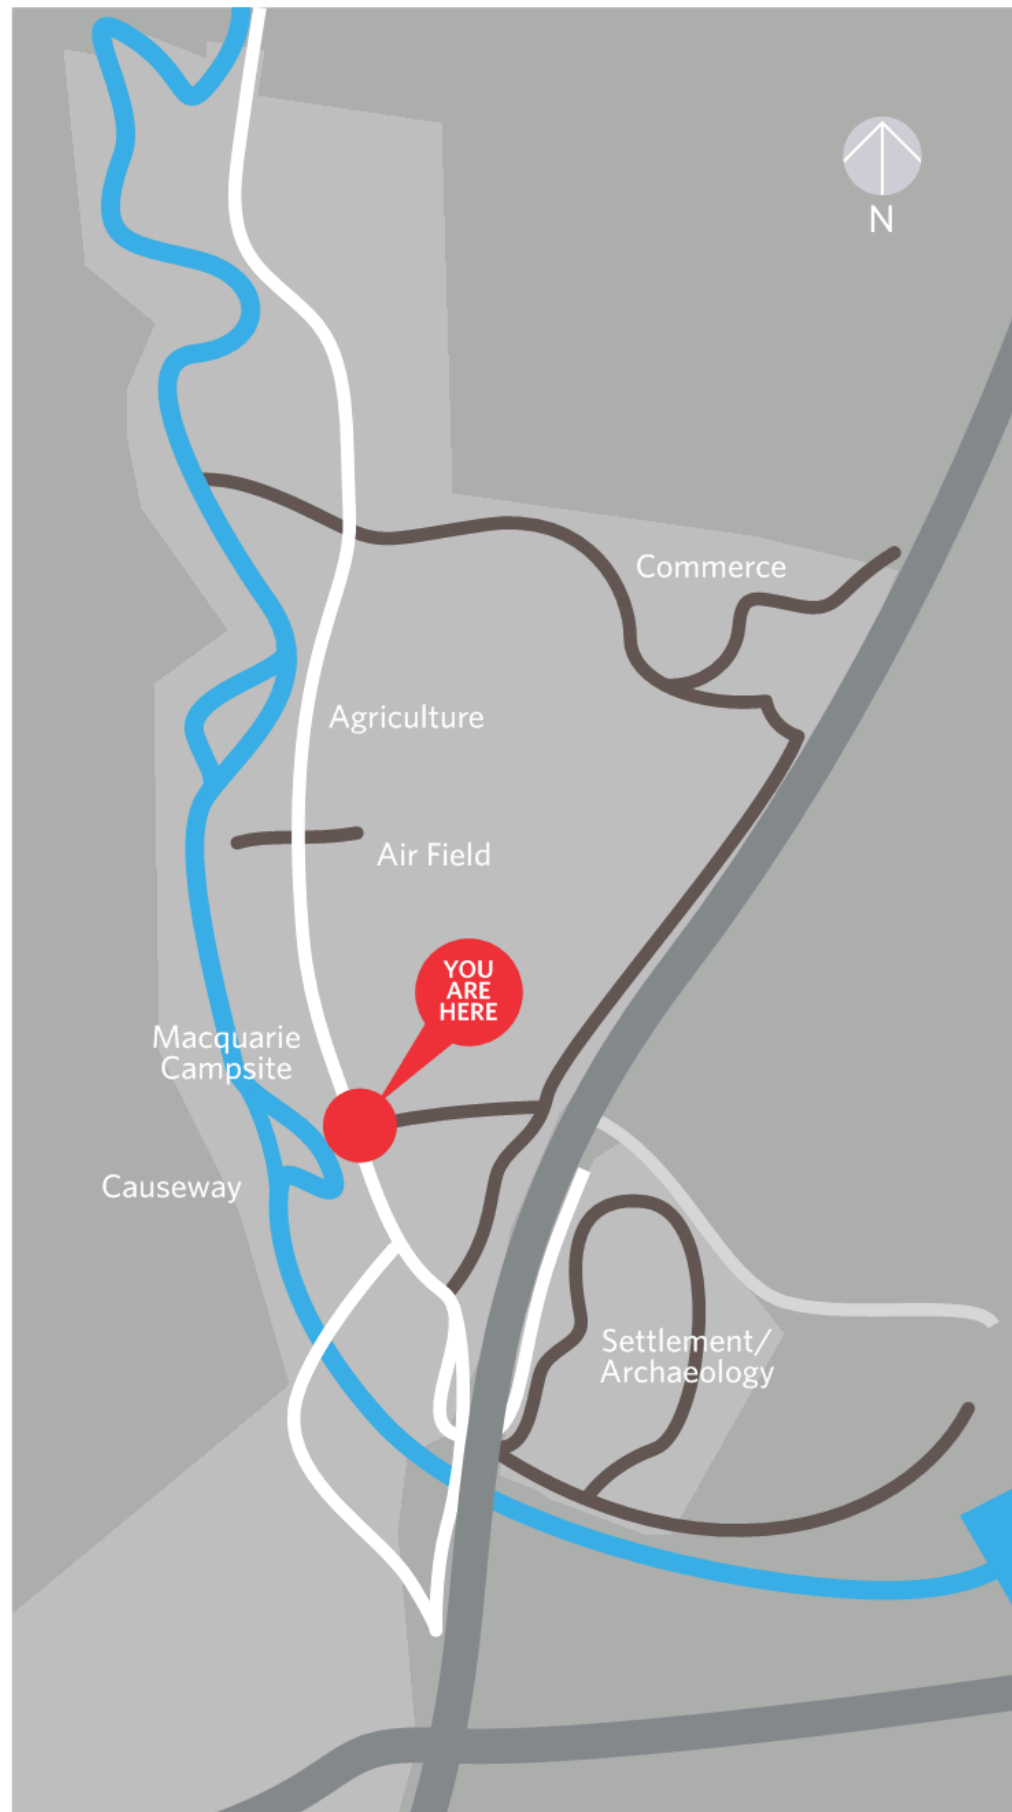 N
Commerce
Agriculture
Air Field
YOU
ARE
HERE
Macquarie
Campsite
Causeway
Settlement/
Archaeology